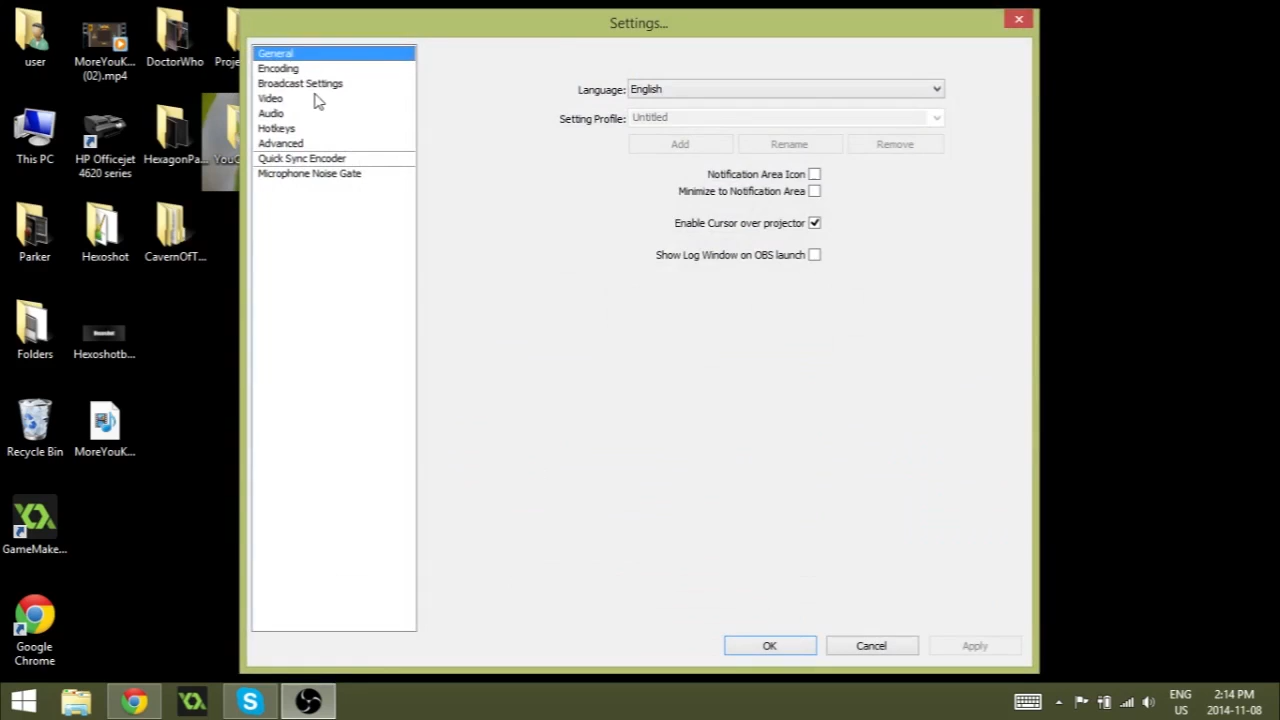 Settings...
user
MoreYouKnow
(02).mp4
DoctorWho
Proje
This PC
HP Officejet
4620 series
HexagonPa...
YouC
Parker
Hexoshot
CavernOfT...
Folders
Hexoshotb...
Recycle Bin
MoreYouK...
GameMake...
Google
Chrome
General
Encoding
Broadcast Settings
Video
Audio
Hotkeys
Advanced
Quick Sync Encoder
Microphone Noise Gate
Language: English
Setting Profile: Untitled
Add Rename Remove
Notification Area Icon
Minimize to Notification Area
Enable Cursor over projector
Show Log Window on OBS launch
OK Cancel Apply
ENG
US
2:14 PM
2014-11-08